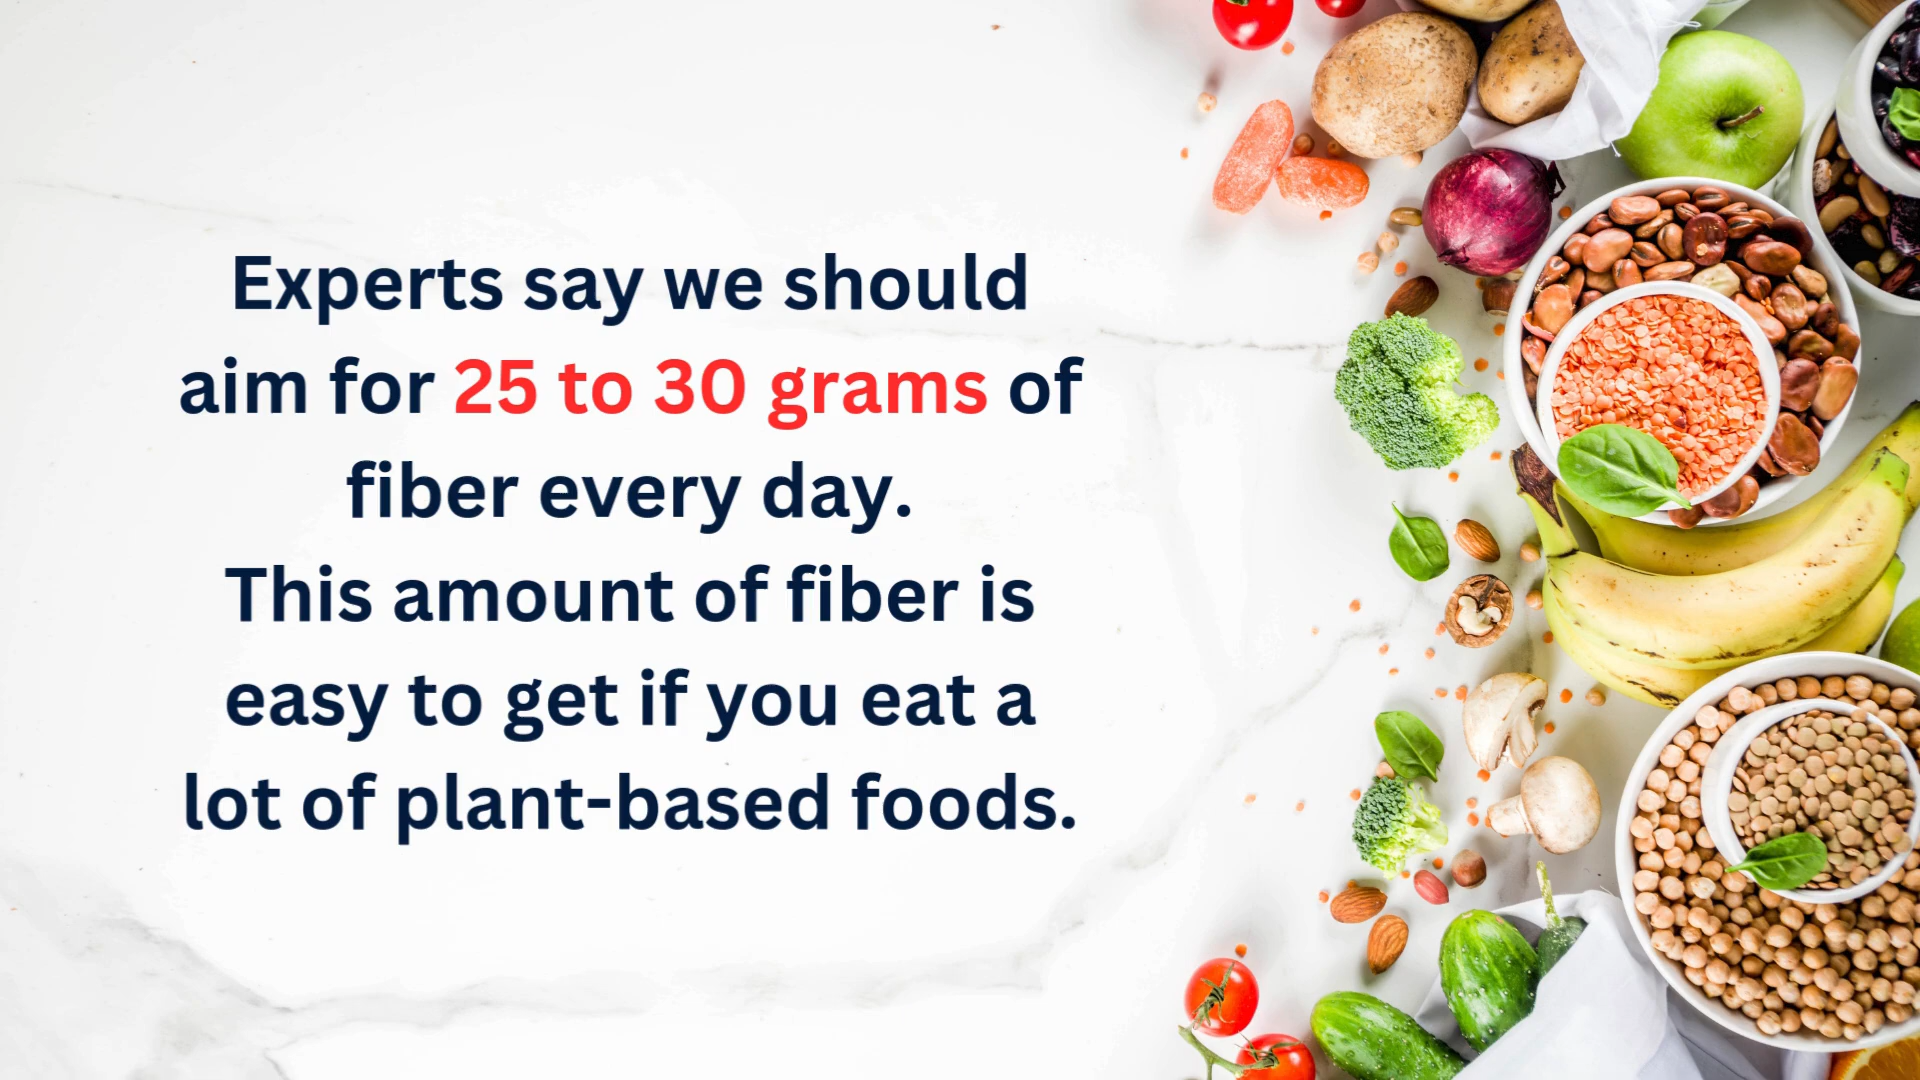 Experts say we should
aim for 25 to 30 grams of
fiber every day.
This amount of fiber is
easy to get if you eat a
lot of plant-based foods.